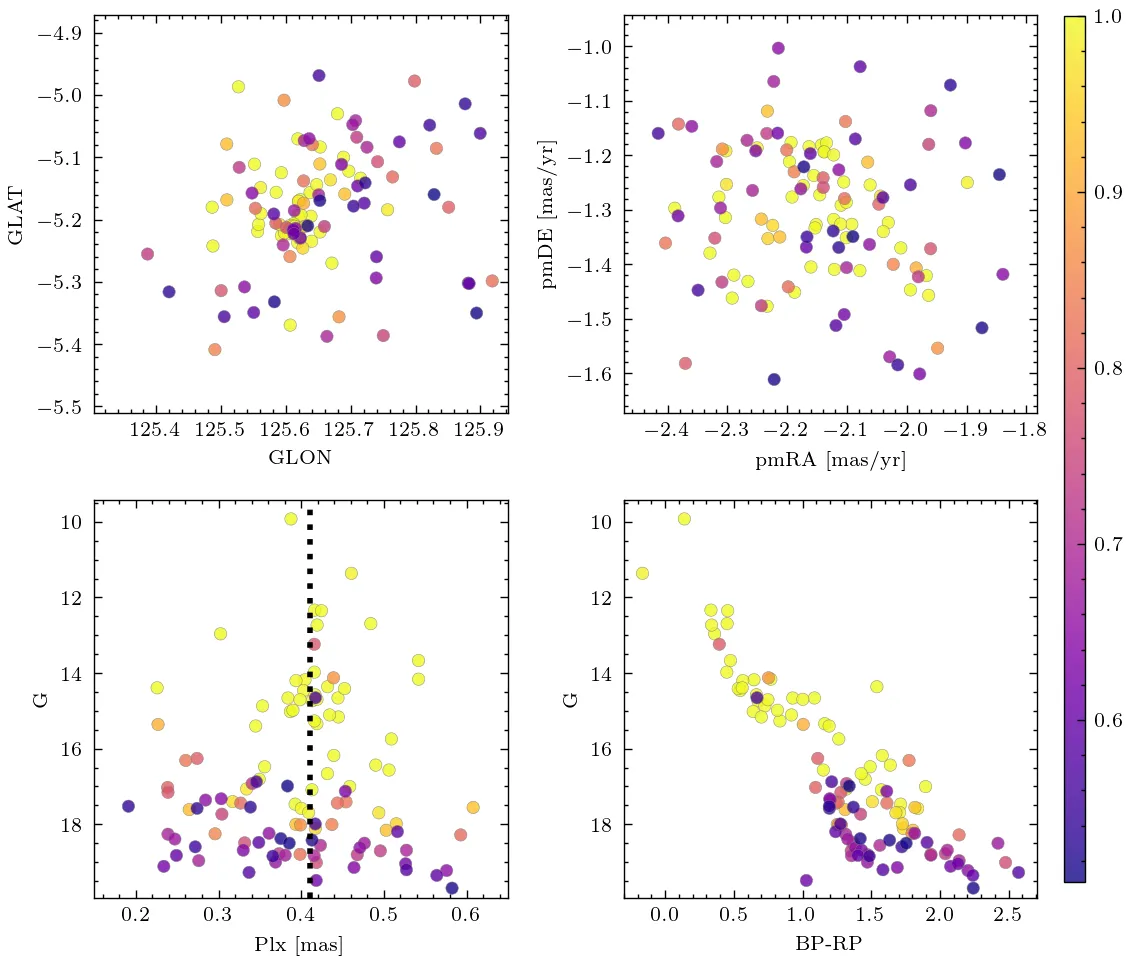 −4.9
−5.0
−5.1
−5.2
−5.3
−5.4
−5.5
GLAT
125.4 125.5 125.6 125.7 125.8 125.9
GLON
−1.0
−1.1
−1.2
−1.3
−1.4
−1.5
−1.6
pmDE [mas/yr]
−2.4 −2.3 −2.2 −2.1 −2.0 −1.9 −1.8
pmRA [mas/yr]
1.0
0.9
0.8
0.7
0.6
10
12
14
16
18
G
0.2 0.3 0.4 0.5 0.6
Plx [mas]
10
12
14
16
18
G
0.0 0.5 1.0 1.5 2.0 2.5
BP-RP